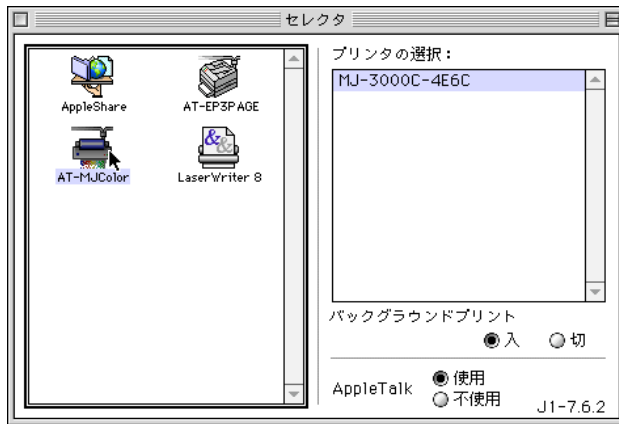 セレクタ
AppleShare
AT-EP3PAGE
AT-MJColor
LaserWriter 8
プリンタの選択：
MJ-3000C-4E6C
バックグラウンドプリント
入 切
AppleTalk
使用
不使用
J1-7.6.2